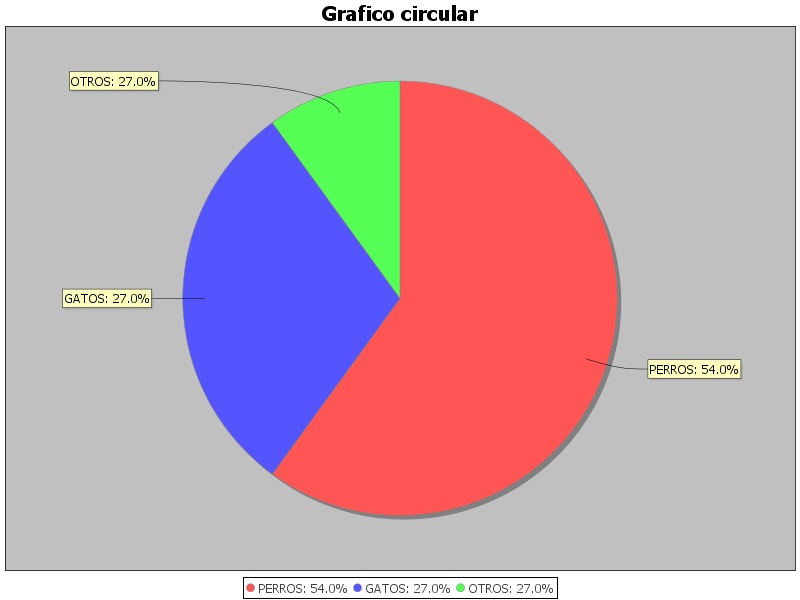 Grafico circular
OTROS: 27.0%
GATOS: 27.0%
PERROS: 54.0%
PERROS: 54.0% GATOS: 27.0% OTROS: 27.0%